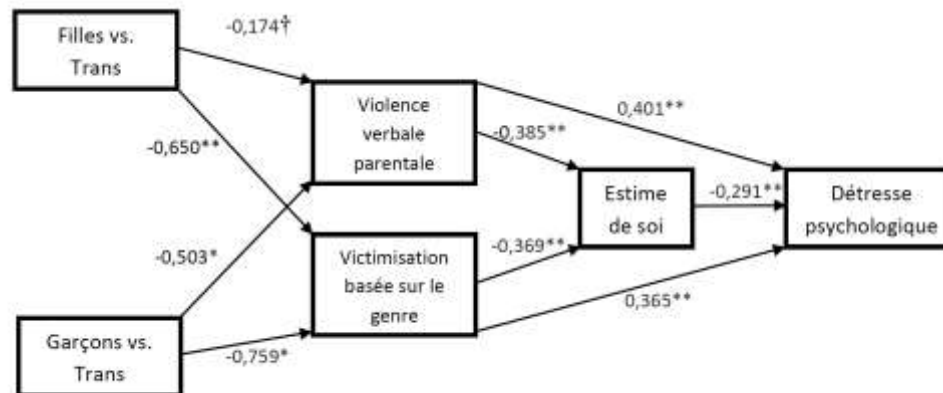 Filles vs.
Trans
-0,174†
Violence
verbale
parentale
0,401**
-0,385**
-0,650**
Estime
de soi
-0,291**
Détresse
psychologique
-0,503*
Victimisation
basée sur le
genre
-0,369**
0,365**
Garçons vs.
Trans
-0,759*